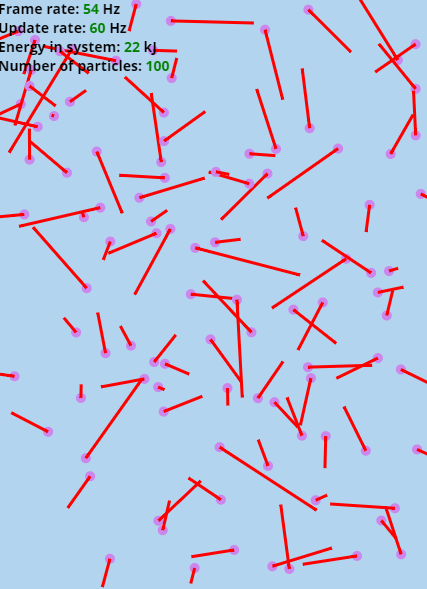 Frame rate: 54 Hz
Update rate: 60 Hz
Energy in system: 22 kJ
Number of particles: 100